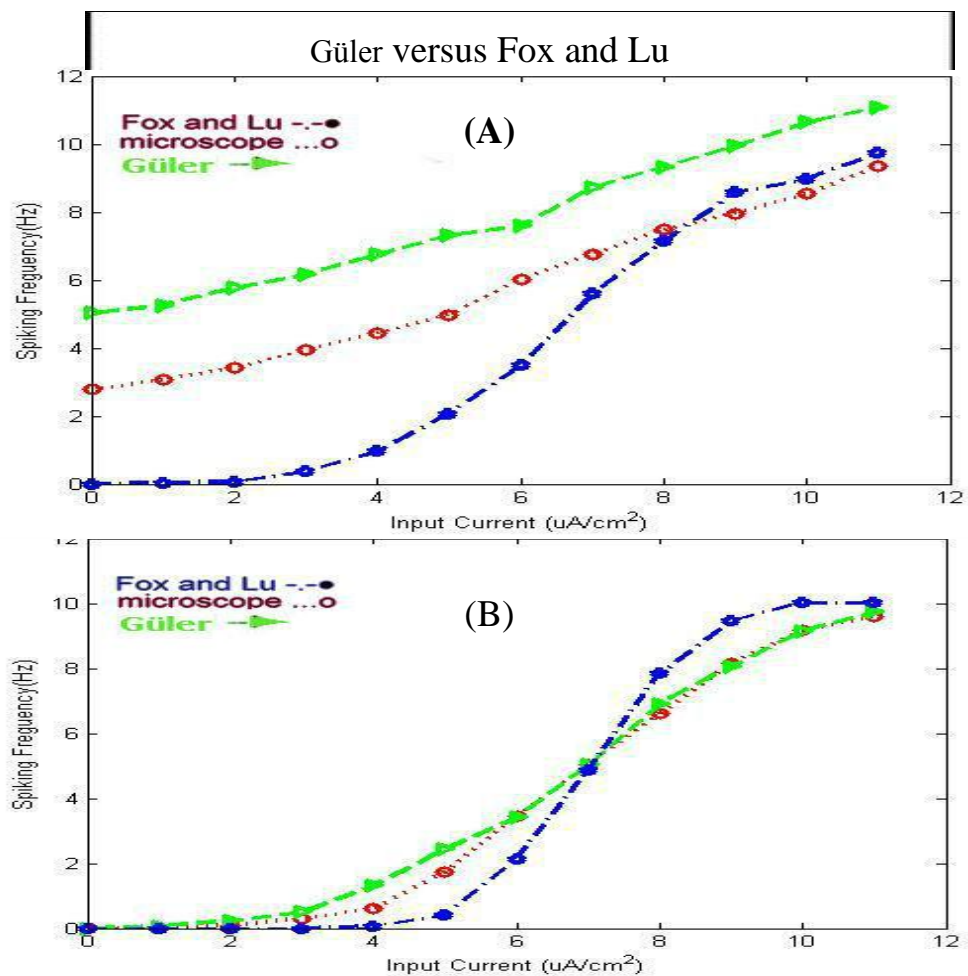 Güler versus Fox and Lu
12
10
8
6
4
2
0
Spiking Freguency(Hz)
Fox and Lu -.-●
microscope ...o
Güler
(A)
0 2 4 6 8 10 12
Input Current (uA/cm²)
12
10
8
6
4
2
0
Spiking Freguency(Hz)
Fox and Lu -.-●
microscope ...o
Güler
(B)
0 2 4 6 8 10 12
Input Current (uA/cm²)